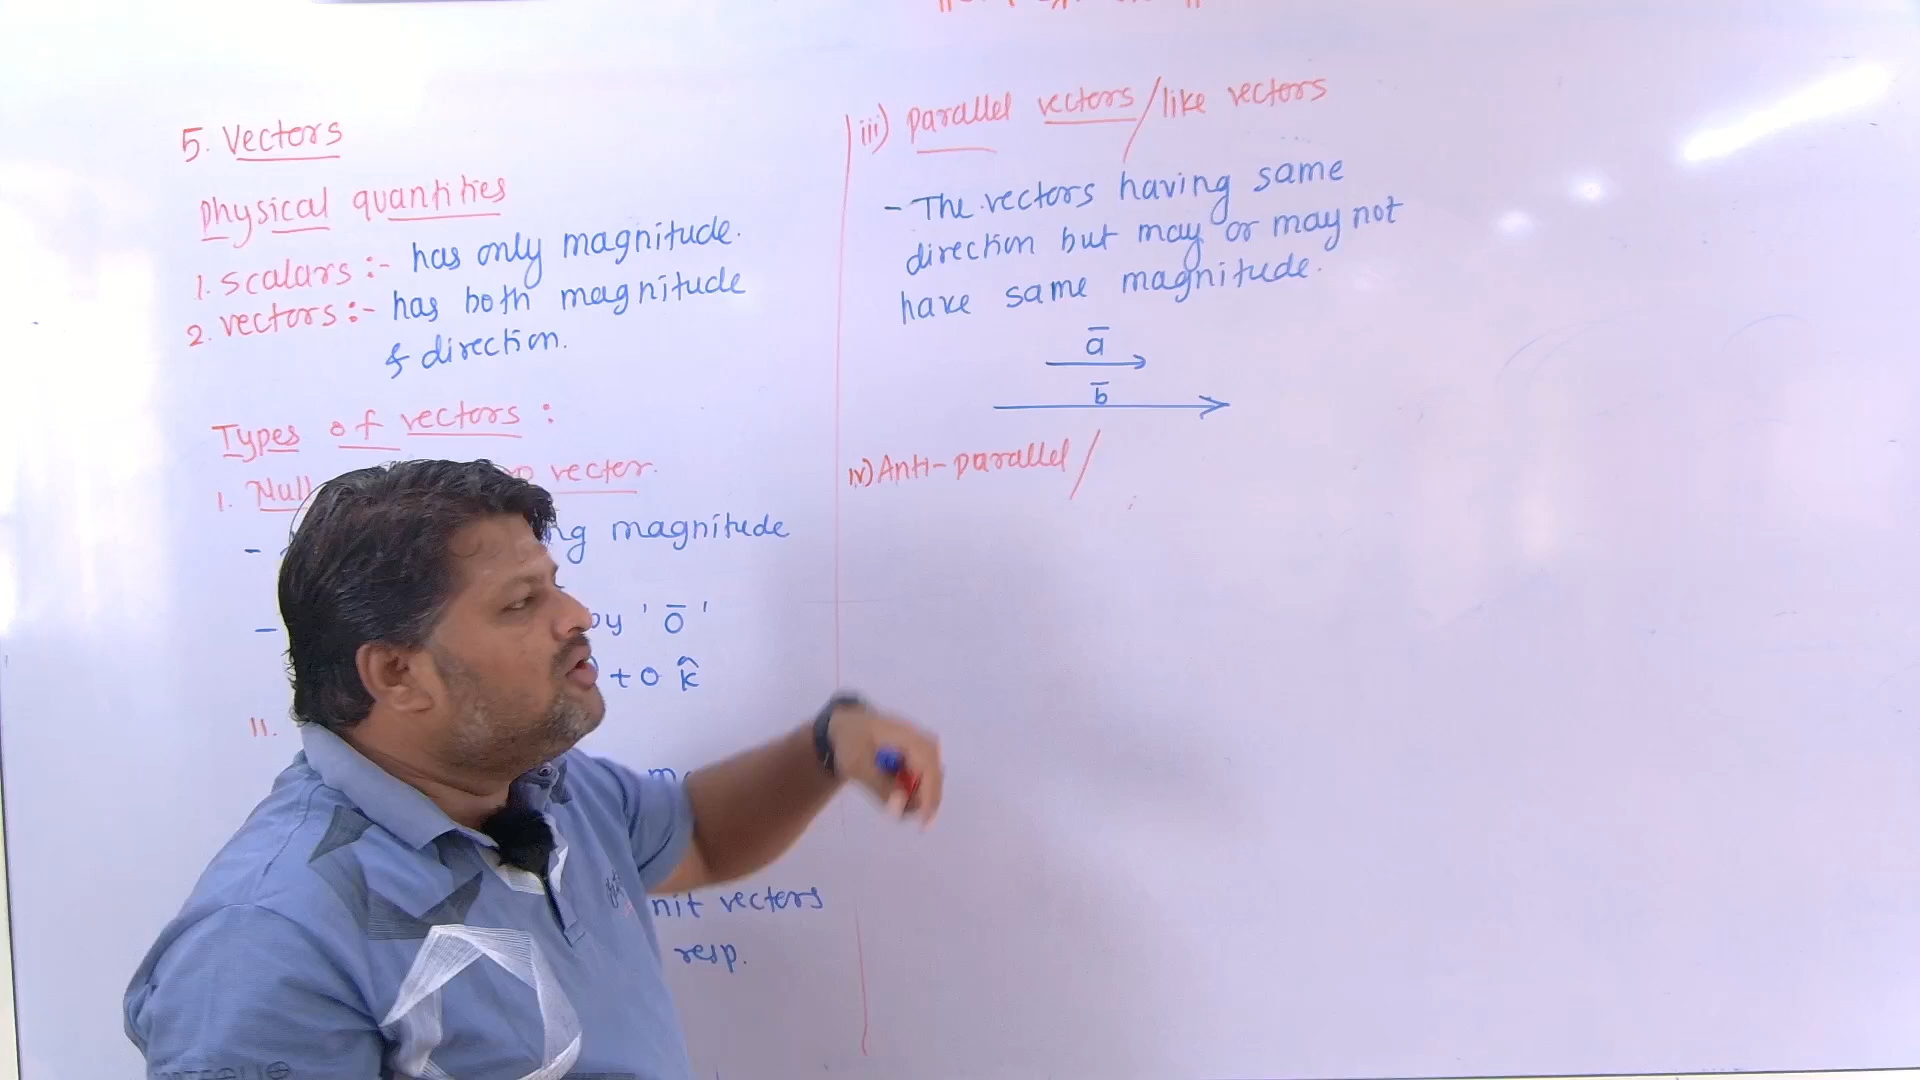 5. Vectors
Physical quantities
1. Scalars :- has only magnitude.
2. vectors :- has both magnitude
& direction.
Types of vectors :
1. Null vector.
- magnitude
- by ' o̅ '
+ 0 k̂
II.
nit vectors
resp.
iii) parallel vectors/like vectors
- The vectors having same
direction but may or may not
have same magnitude.
a̅
b̅
iv) Anti-parallel/